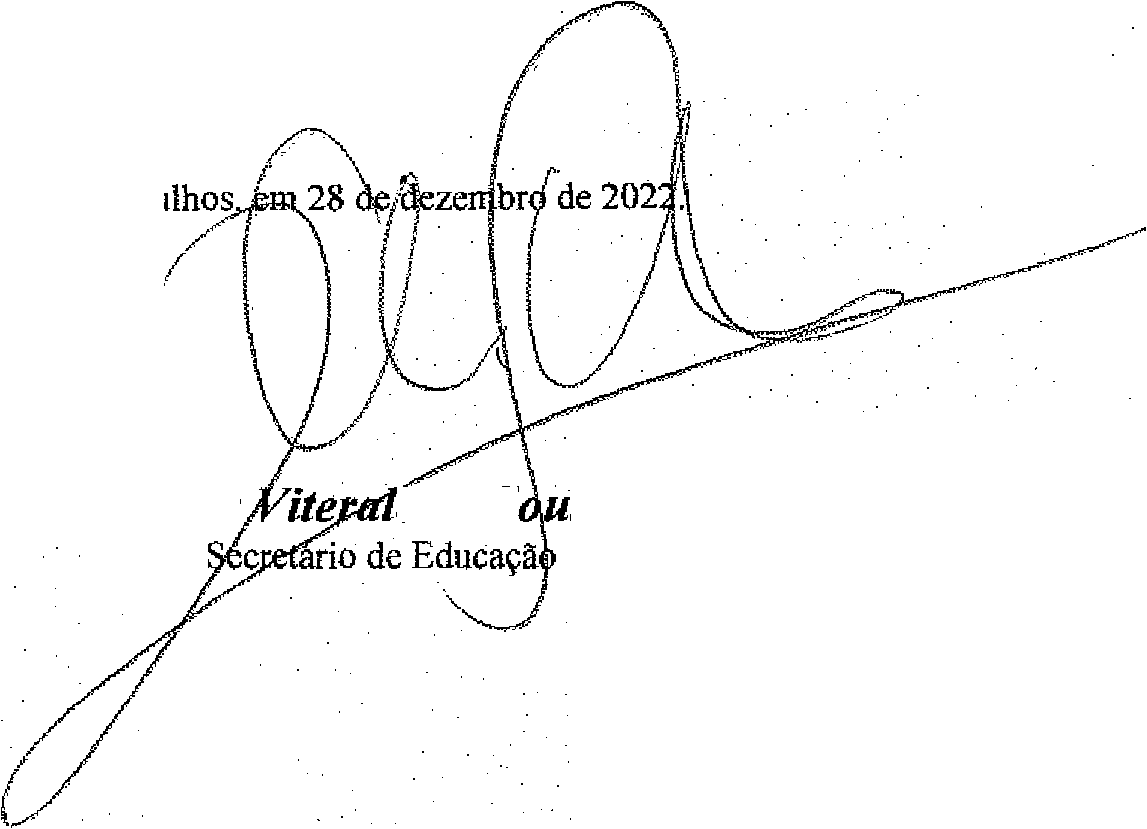 ılhos, em 28 de dezembro de 2022.
Viteral ou
Secretário de Educação